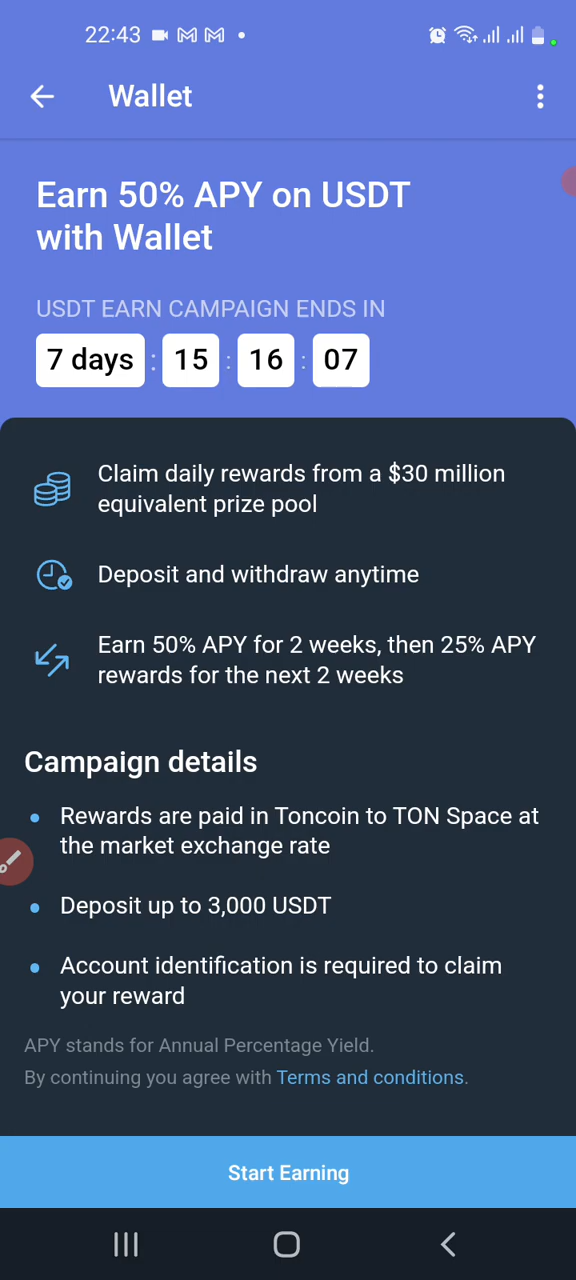 22:43
Wallet
Earn 50% APY on USDT
with Wallet
USDT EARN CAMPAIGN ENDS IN
7 days : 15 : 16 : 07
Claim daily rewards from a $30 million
equivalent prize pool
Deposit and withdraw anytime
Earn 50% APY for 2 weeks, then 25% APY
rewards for the next 2 weeks
Campaign details
Rewards are paid in Toncoin to TON Space at
the market exchange rate
Deposit up to 3,000 USDT
Account identification is required to claim
your reward
APY stands for Annual Percentage Yield.
By continuing you agree with Terms and conditions.
Start Earning